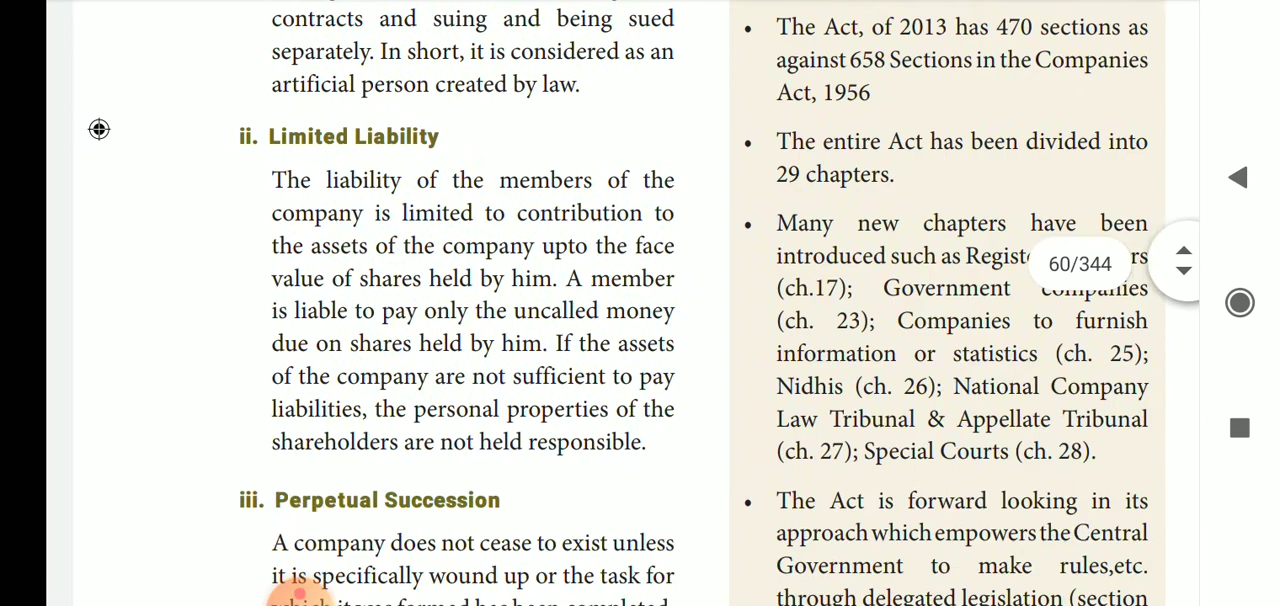 contracts and suing and being sued
separately. In short, it is considered as an
artificial person created by law.
ii. Limited Liability
The liability of the members of the
company is limited to contribution to
the assets of the company upto the face
value of shares held by him. A member
is liable to pay only the uncalled money
due on shares held by him. If the assets
of the company are not sufficient to pay
liabilities, the personal properties of the
shareholders are not held responsible.
iii. Perpetual Succession
A company does not cease to exist unless
it is specifically wound up or the task for
which it was formed has been completed.
• The Act, of 2013 has 470 sections as
against 658 Sections in the Companies
Act, 1956
• The entire Act has been divided into
29 chapters.
• Many new chapters have been
introduced such as
(ch.17); Government companies
(ch. 23); Companies to furnish
information or statistics (ch. 25);
Nidhis (ch. 26); National Company
Law Tribunal & Appellate Tribunal
(ch. 27); Special Courts (ch. 28).
• The Act is forward looking in its
approach which empowers the Central
Government to make rules,etc.
through delegated legislation (section
60/344